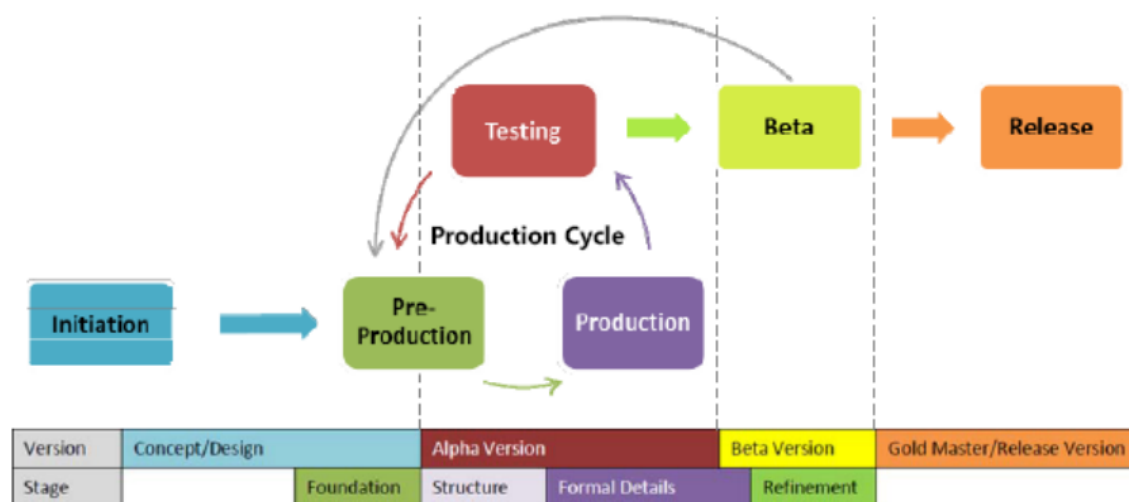 Testing
Beta
Release
Production Cycle
Initiation
Pre-
Production
Production
Version Concept/Design Alpha Version Beta Version Gold Master/Release Version
Stage Foundation Structure Formal Details Refinement